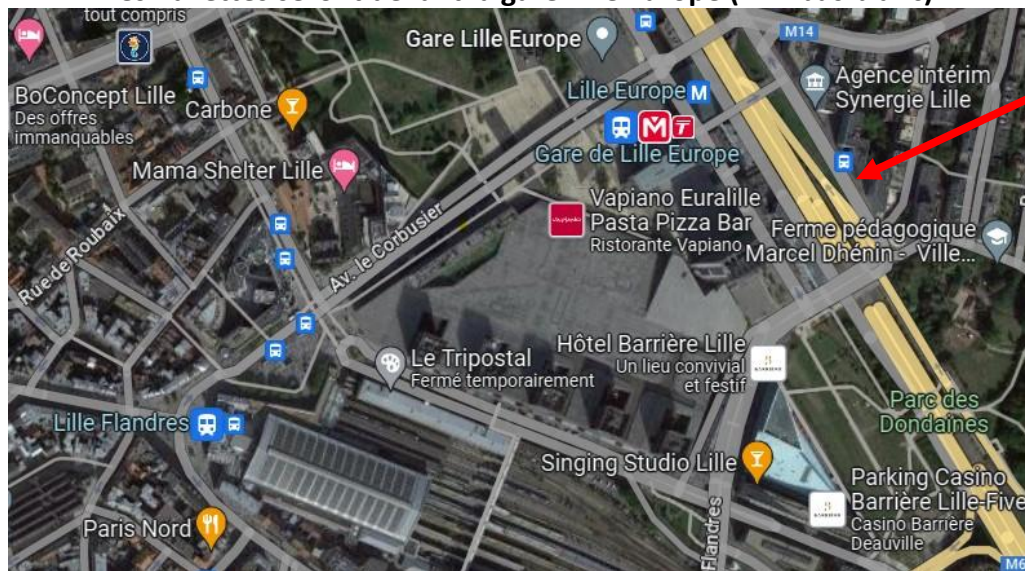 tout compris
Gare Lille Europe
M14
BoConcept Lille
Des offres
immanquables
Carbone
Lille Europe
M
Agence intérim
Synergie Lille
Gare de Lille Europe
Mama Shelter Lille
Vapiano Euralille
Pasta Pizza Bar
Ristorante Vapiano
Ferme pédagogique
Marcel Dhénin - Ville...
Rue de Roubaix
Av. le Corbusier
Hôtel Barrière Lille
Un lieu convivial
et festif
Le Tripostal
Fermé temporairement
Parc des
Dondaines
Lille Flandres
Singing Studio Lille
Parking Casino
Barrière Lille-Five
Casino Barrière
Deauville
Paris Nord
Flandres
M6